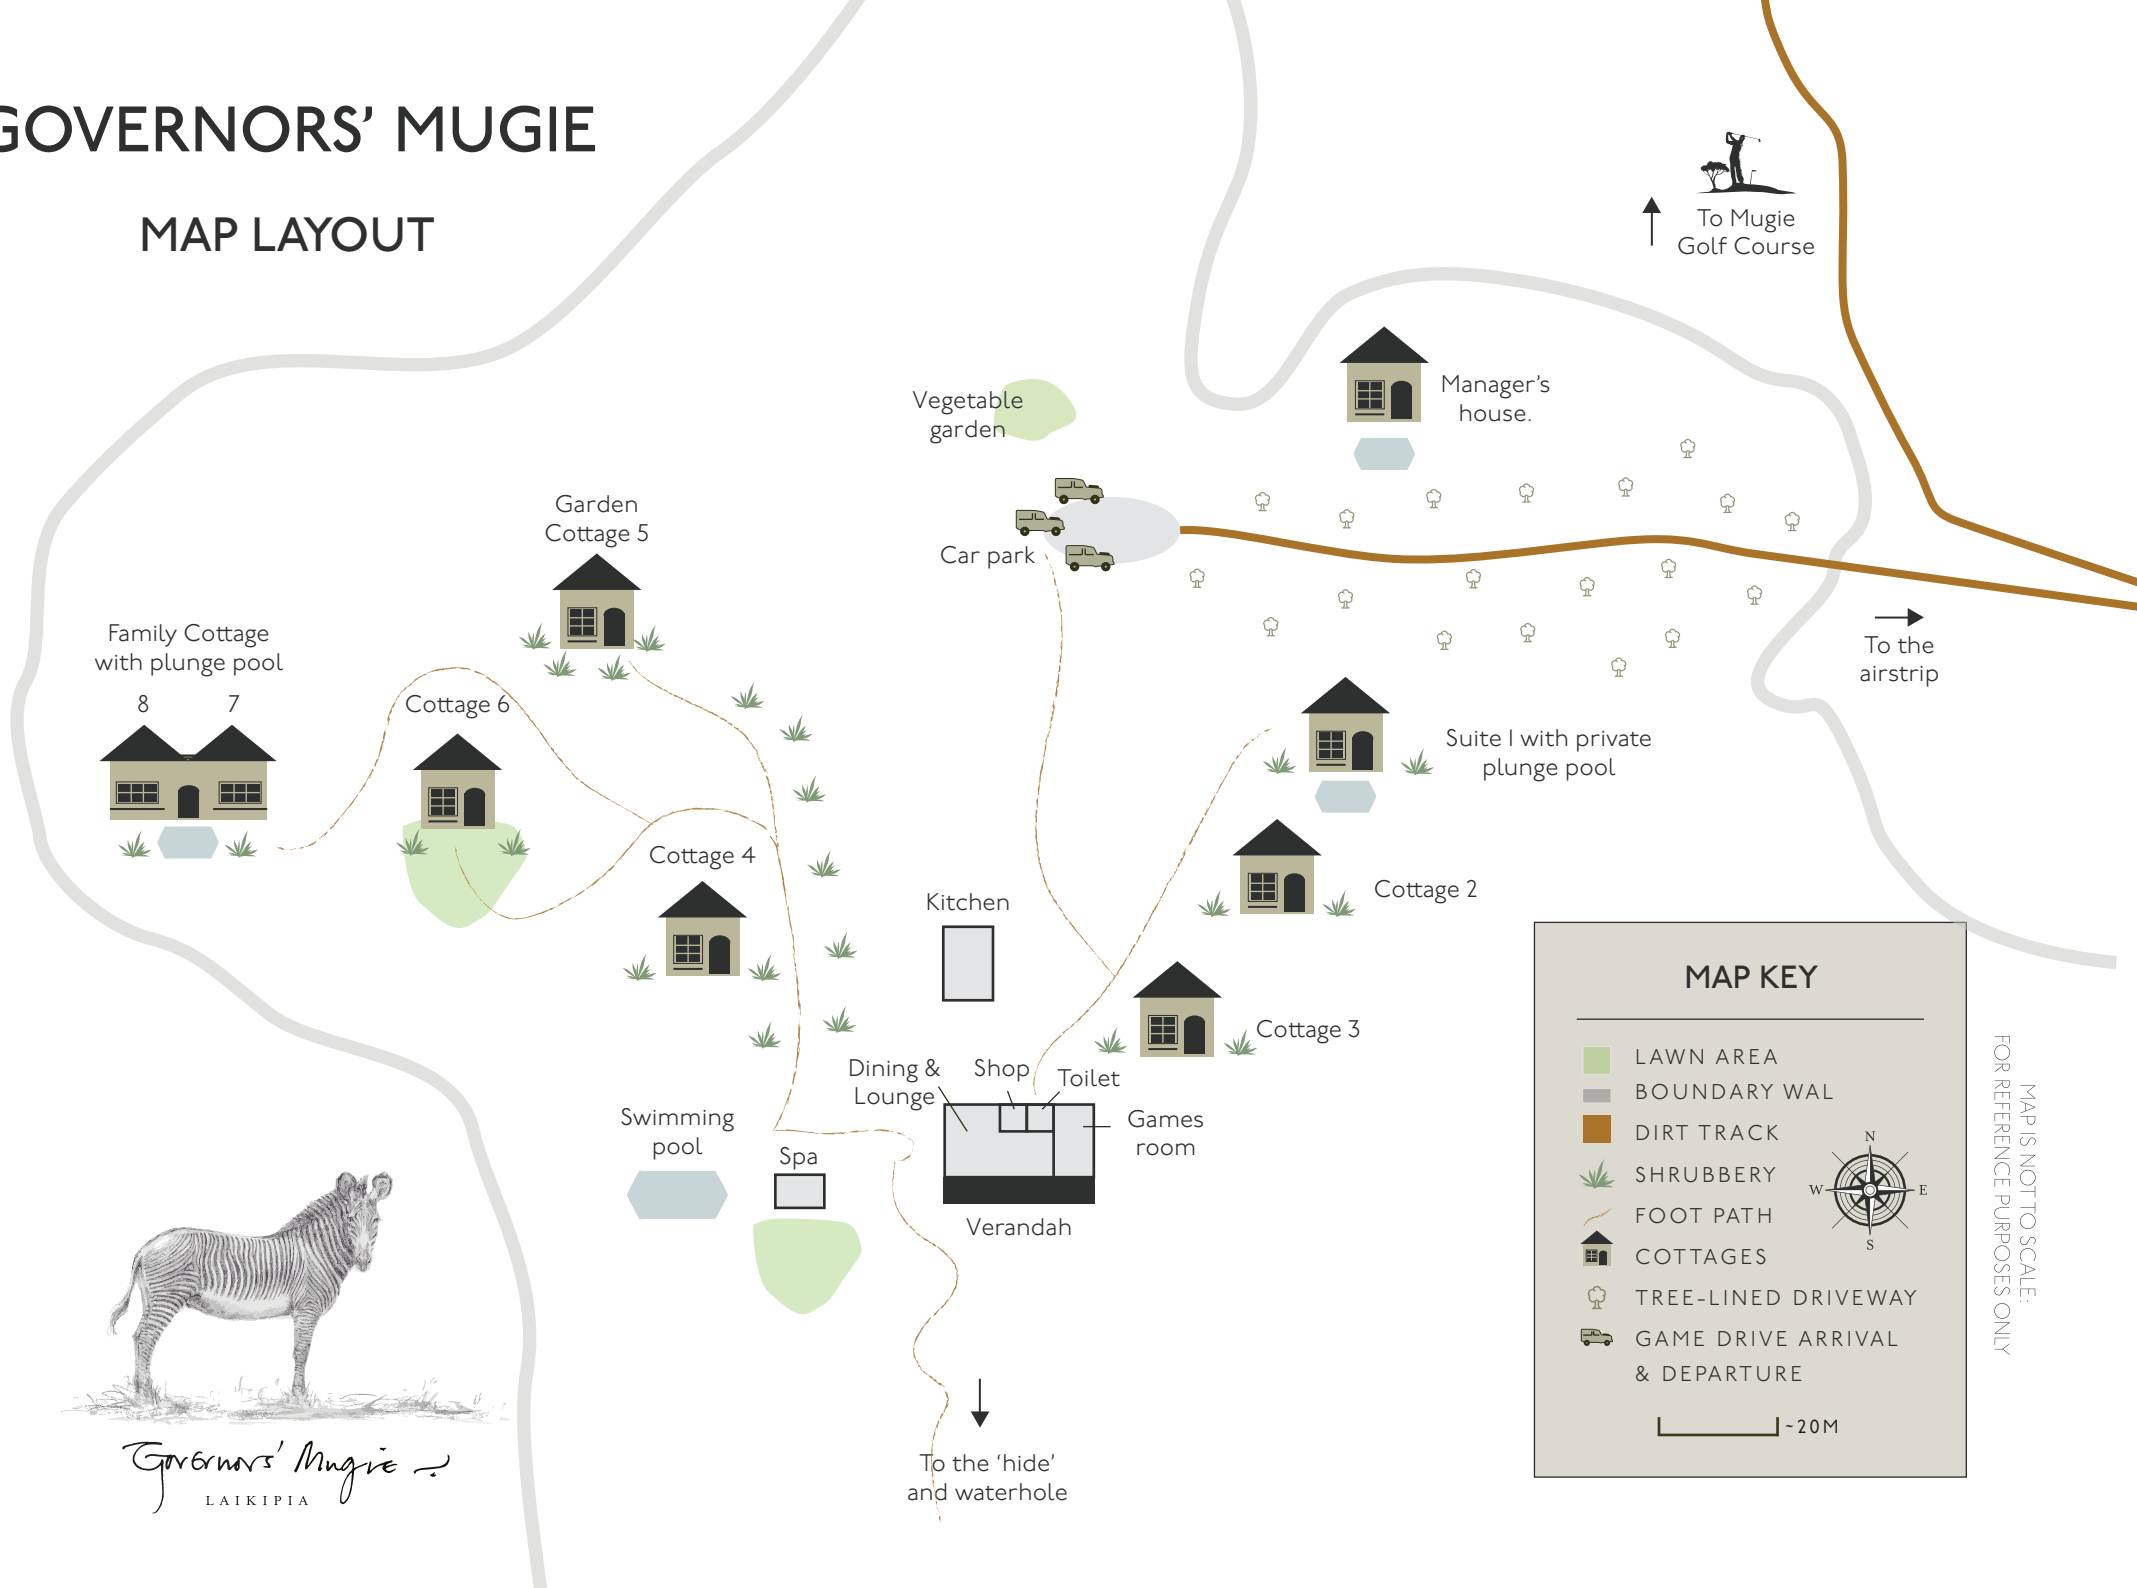 GOVERNORS' MUGIE
MAP LAYOUT
To Mugie
Golf Course
Manager's
house.
Vegetable
garden
Car park
Garden
Cottage 5
To the
airstrip
Family Cottage
with plunge pool
8
7
Cottage 6
Suite 1 with private
plunge pool
Cottage 4
Cottage 2
Kitchen
Cottage 3
Dining &
Lounge
Shop
Toilet
Games
room
Swimming
pool
Spa
Verandah
To the 'hide'
and waterhole
MAP KEY
LAWN AREA
BOUNDARY WAL
DIRT TRACK
SHRUBBERY
FOOT PATH
COTTAGES
TREE-LINED DRIVEWAY
GAME DRIVE ARRIVAL
& DEPARTURE
~20M
N
W
E
S
MAP IS NOT TO SCALE:
FOR REFERENCE PURPOSES ONLY
Governors' Mugie
LAIKIPIA